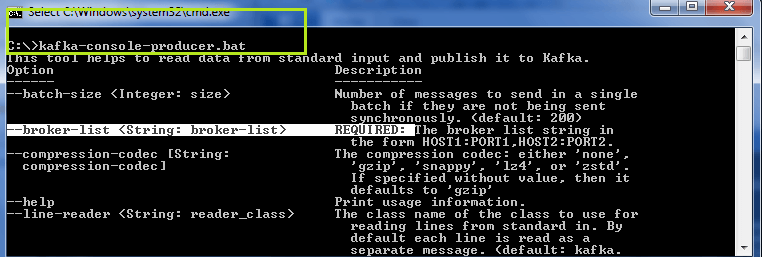 Select C:\Windows\system32\cmd.exe
C:\>kafka-console-producer.bat
This tool helps to read data from standard input and publish it to Kafka.
Option                                   Description
------                                   -----------
--batch-size <Integer: size>             Number of messages to send in a single
                                           batch if they are not being sent
                                           synchronously. (default: 200)
--broker-list <String: broker-list>      REQUIRED: The broker list string in
                                           the form HOST1:PORT1,HOST2:PORT2.
--compression-codec [String:             The compression codec: either 'none',
  compression-codec]                       'gzip', 'snappy', 'lz4', or 'zstd'.
                                           If specified without value, then it
                                           defaults to 'gzip'
--help                                   Print usage information.
--line-reader <String: reader_class>     The class name of the class to use for
                                           reading lines from standard in. By
                                           default each line is read as a
                                           separate message. (default: kafka.